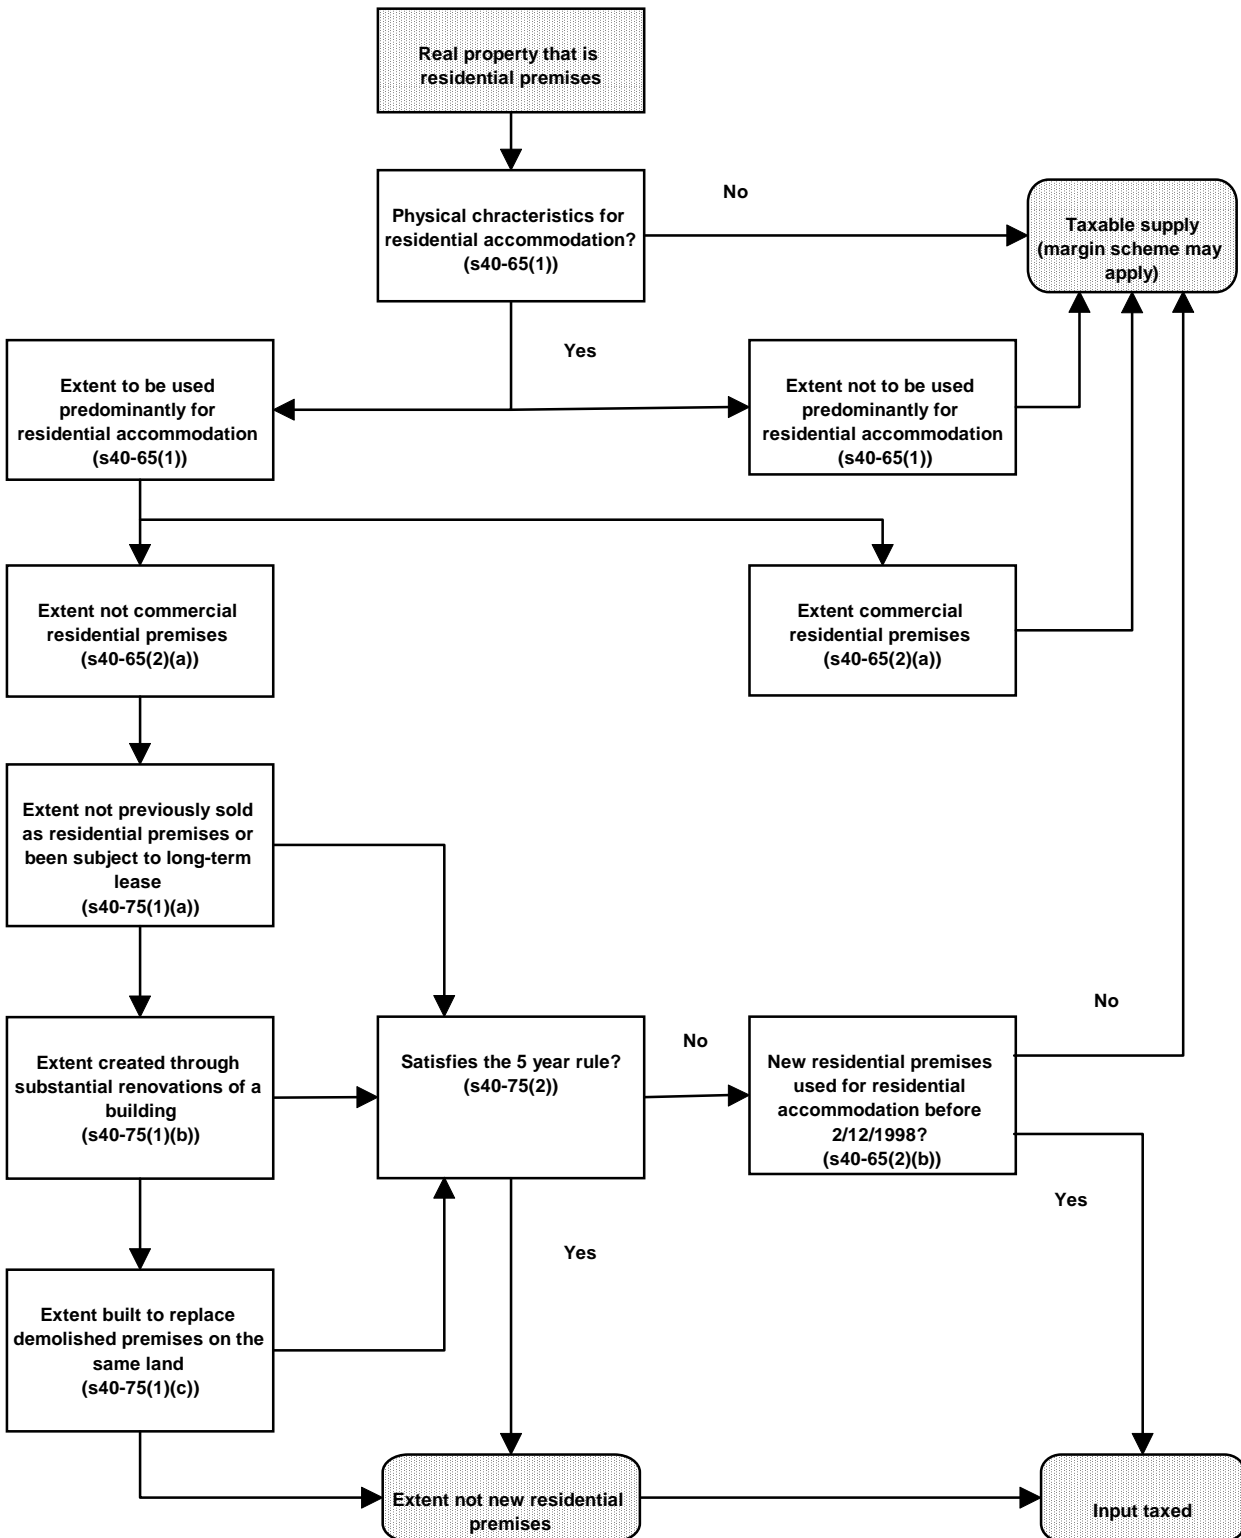 Real property that is
residential premises
Physical chracteristics for
residential accommodation?
(s40-65(1))
No
Taxable supply
(margin scheme may
apply)
Yes
Extent to be used
predominantly for
residential accommodation
(s40-65(1))
Extent not to be used
predominantly for
residential accommodation
(s40-65(1))
Extent not commercial
residential premises
(s40-65(2)(a))
Extent commercial
residential premises
(s40-65(2)(a))
Extent not previously sold
as residential premises or
been subject to long-term
lease
(s40-75(1)(a))
Extent created through
substantial renovations of a
building
(s40-75(1)(b))
Satisfies the 5 year rule?
(s40-75(2))
No
New residential premises
used for residential
accommodation before
2/12/1998?
(s40-65(2)(b))
No
Yes
Yes
Extent built to replace
demolished premises on the
same land
(s40-75(1)(c))
Extent not new residential
premises
Input taxed